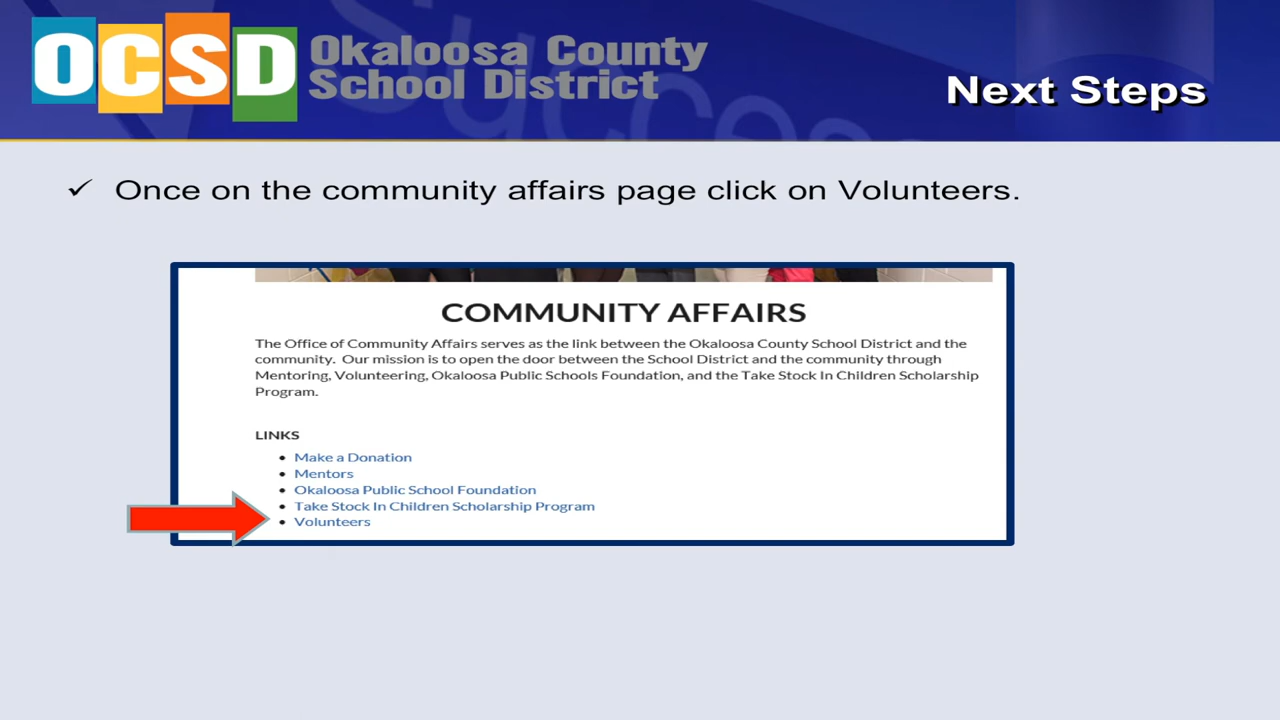 OCSD Okaloosa County
School District
Next Steps
Success
✓ Once on the community affairs page click on Volunteers.
COMMUNITY AFFAIRS
The Office of Community Affairs serves as the link between the Okaloosa County School District and the
community. Our mission is to open the door between the School District and the community through
Mentoring, Volunteering, Okaloosa Public Schools Foundation, and the Take Stock In Children Scholarship
Program.
LINKS
• Make a Donation
• Mentors
• Okaloosa Public School Foundation
• Take Stock In Children Scholarship Program
• Volunteers